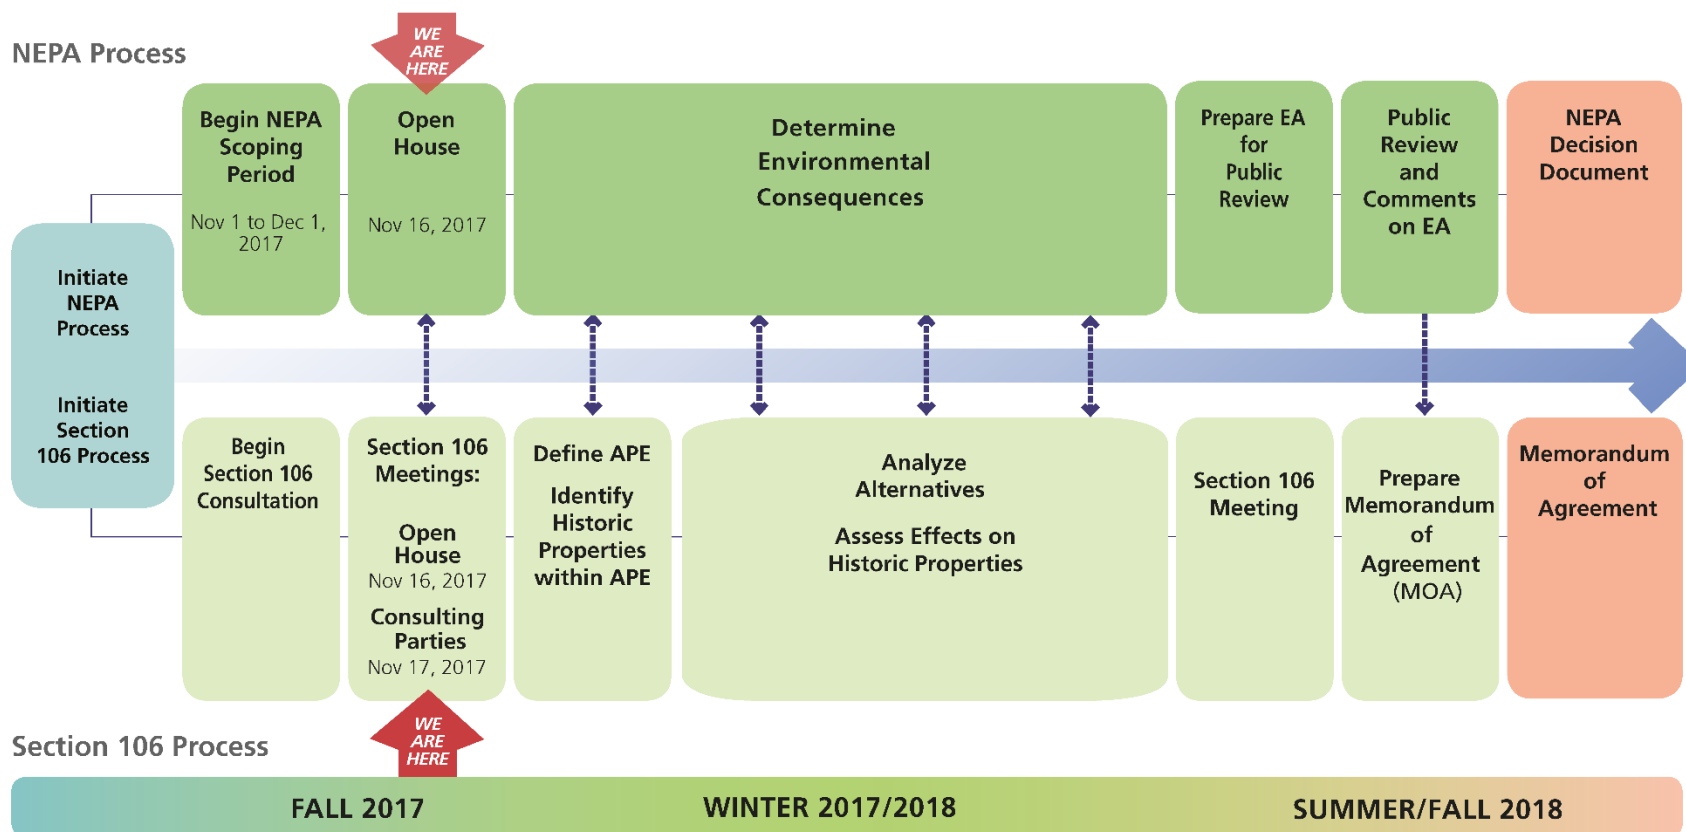 WE
ARE
HERE
NEPA Process
Begin NEPA
Scoping
Period
Nov 1 to Dec 1,
2017
Open
House
Nov 16, 2017
Determine
Environmental
Consequences
Prepare EA
for
Public
Review
Public
Review
and
Comments
on EA
NEPA
Decision
Document
Initiate
NEPA
Process
Initiate
Section
106 Process
Begin
Section 106
Consultation
Section 106
Meetings:
Open
House
Nov 16, 2017
Consulting
Parties
Nov 17, 2017
Define APE
Identify
Historic
Properties
within APE
Analyze
Alternatives
Assess Effects on
Historic Properties
Section 106
Meeting
Prepare
Memorandum
of
Agreement
(MOA)
Memorandum
of
Agreement
WE
ARE
HERE
Section 106 Process
FALL 2017
WINTER 2017/2018
SUMMER/FALL 2018